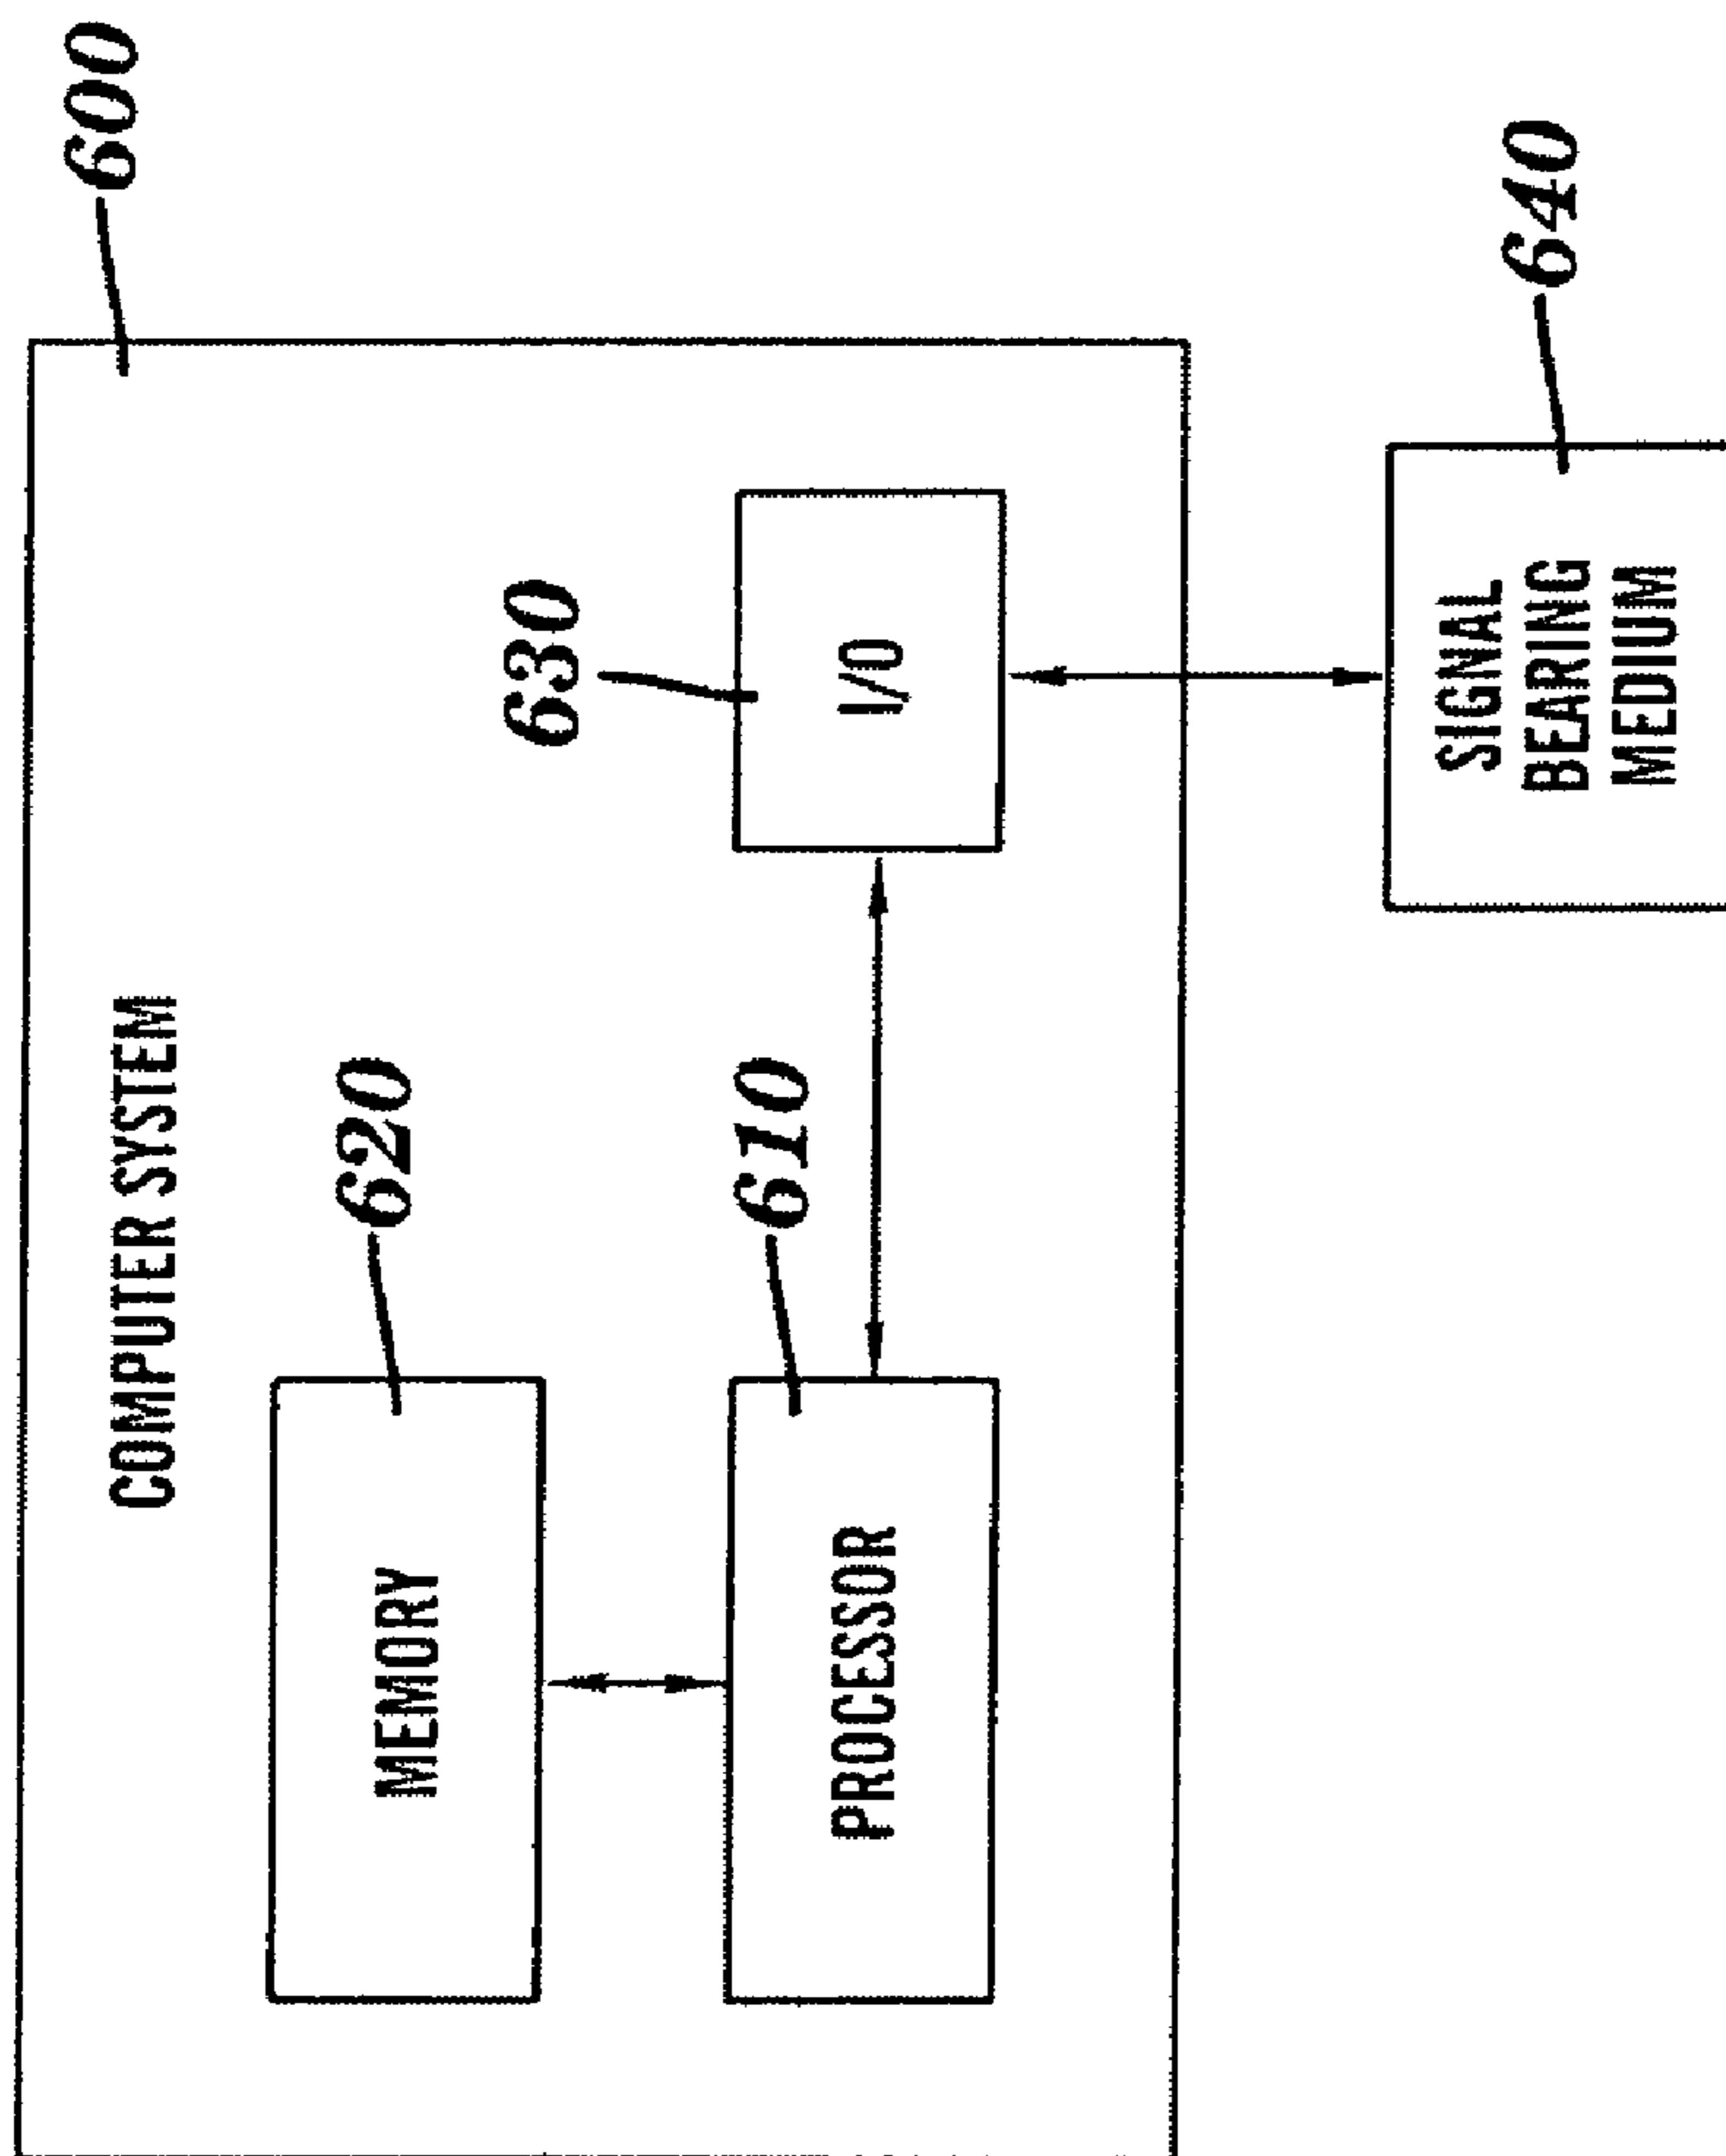 600
COMPUTER SYSTEM
620
MEMORY
630
610
PROCESSOR
I/O
640
SIGNAL
BEARING
MEDIUM